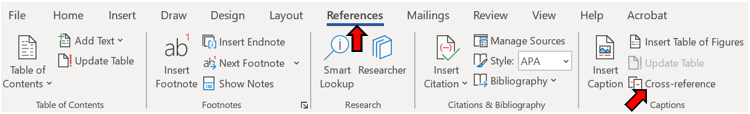 File Home Insert Draw Design Layout References Mailings Review View Help Acrobat
Table of Contents
Add Text
Update Table
Table of Contents
ab1
Insert Footnote
Insert Endnote
ab1 Next Footnote
Show Notes
Footnotes
Smart Lookup
Researcher
Research
Insert Citation
Manage Sources
Style: APA
Bibliography
Citations & Bibliography
Insert Caption
Insert Table of Figures
Update Table
Cross-reference
Captions